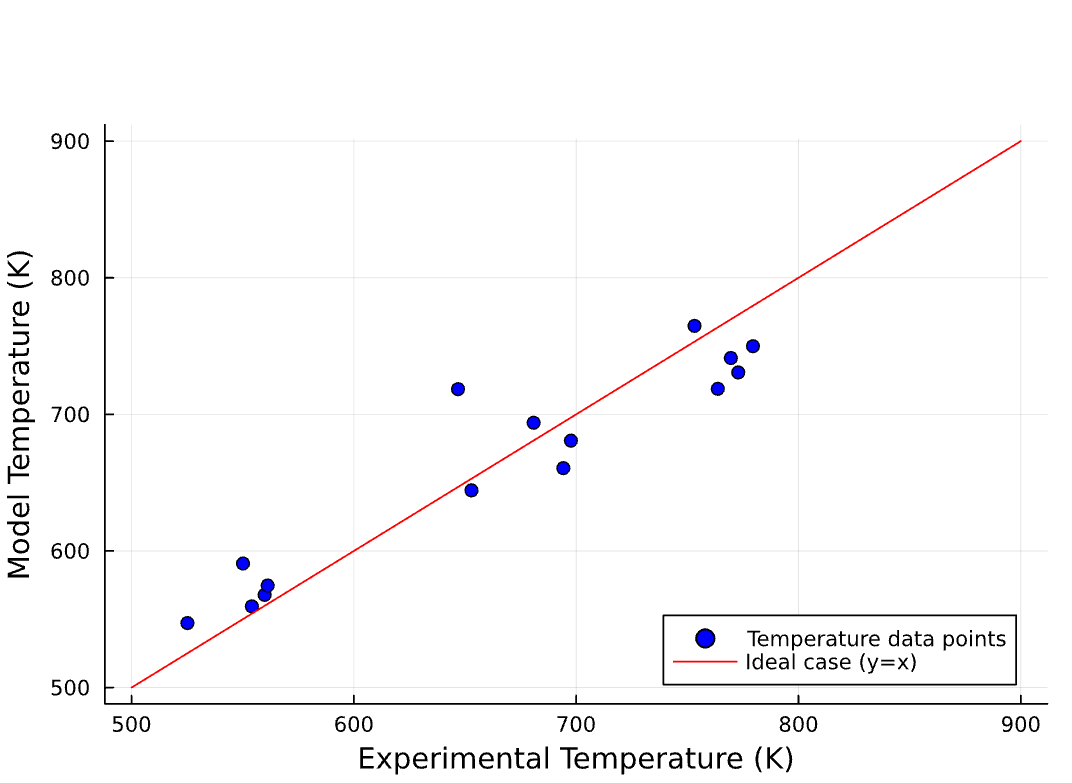 900
800
700
600
500
Model Temperature (K)
Temperature data points
Ideal case (y=x)
500 600 700 800 900
Experimental Temperature (K)